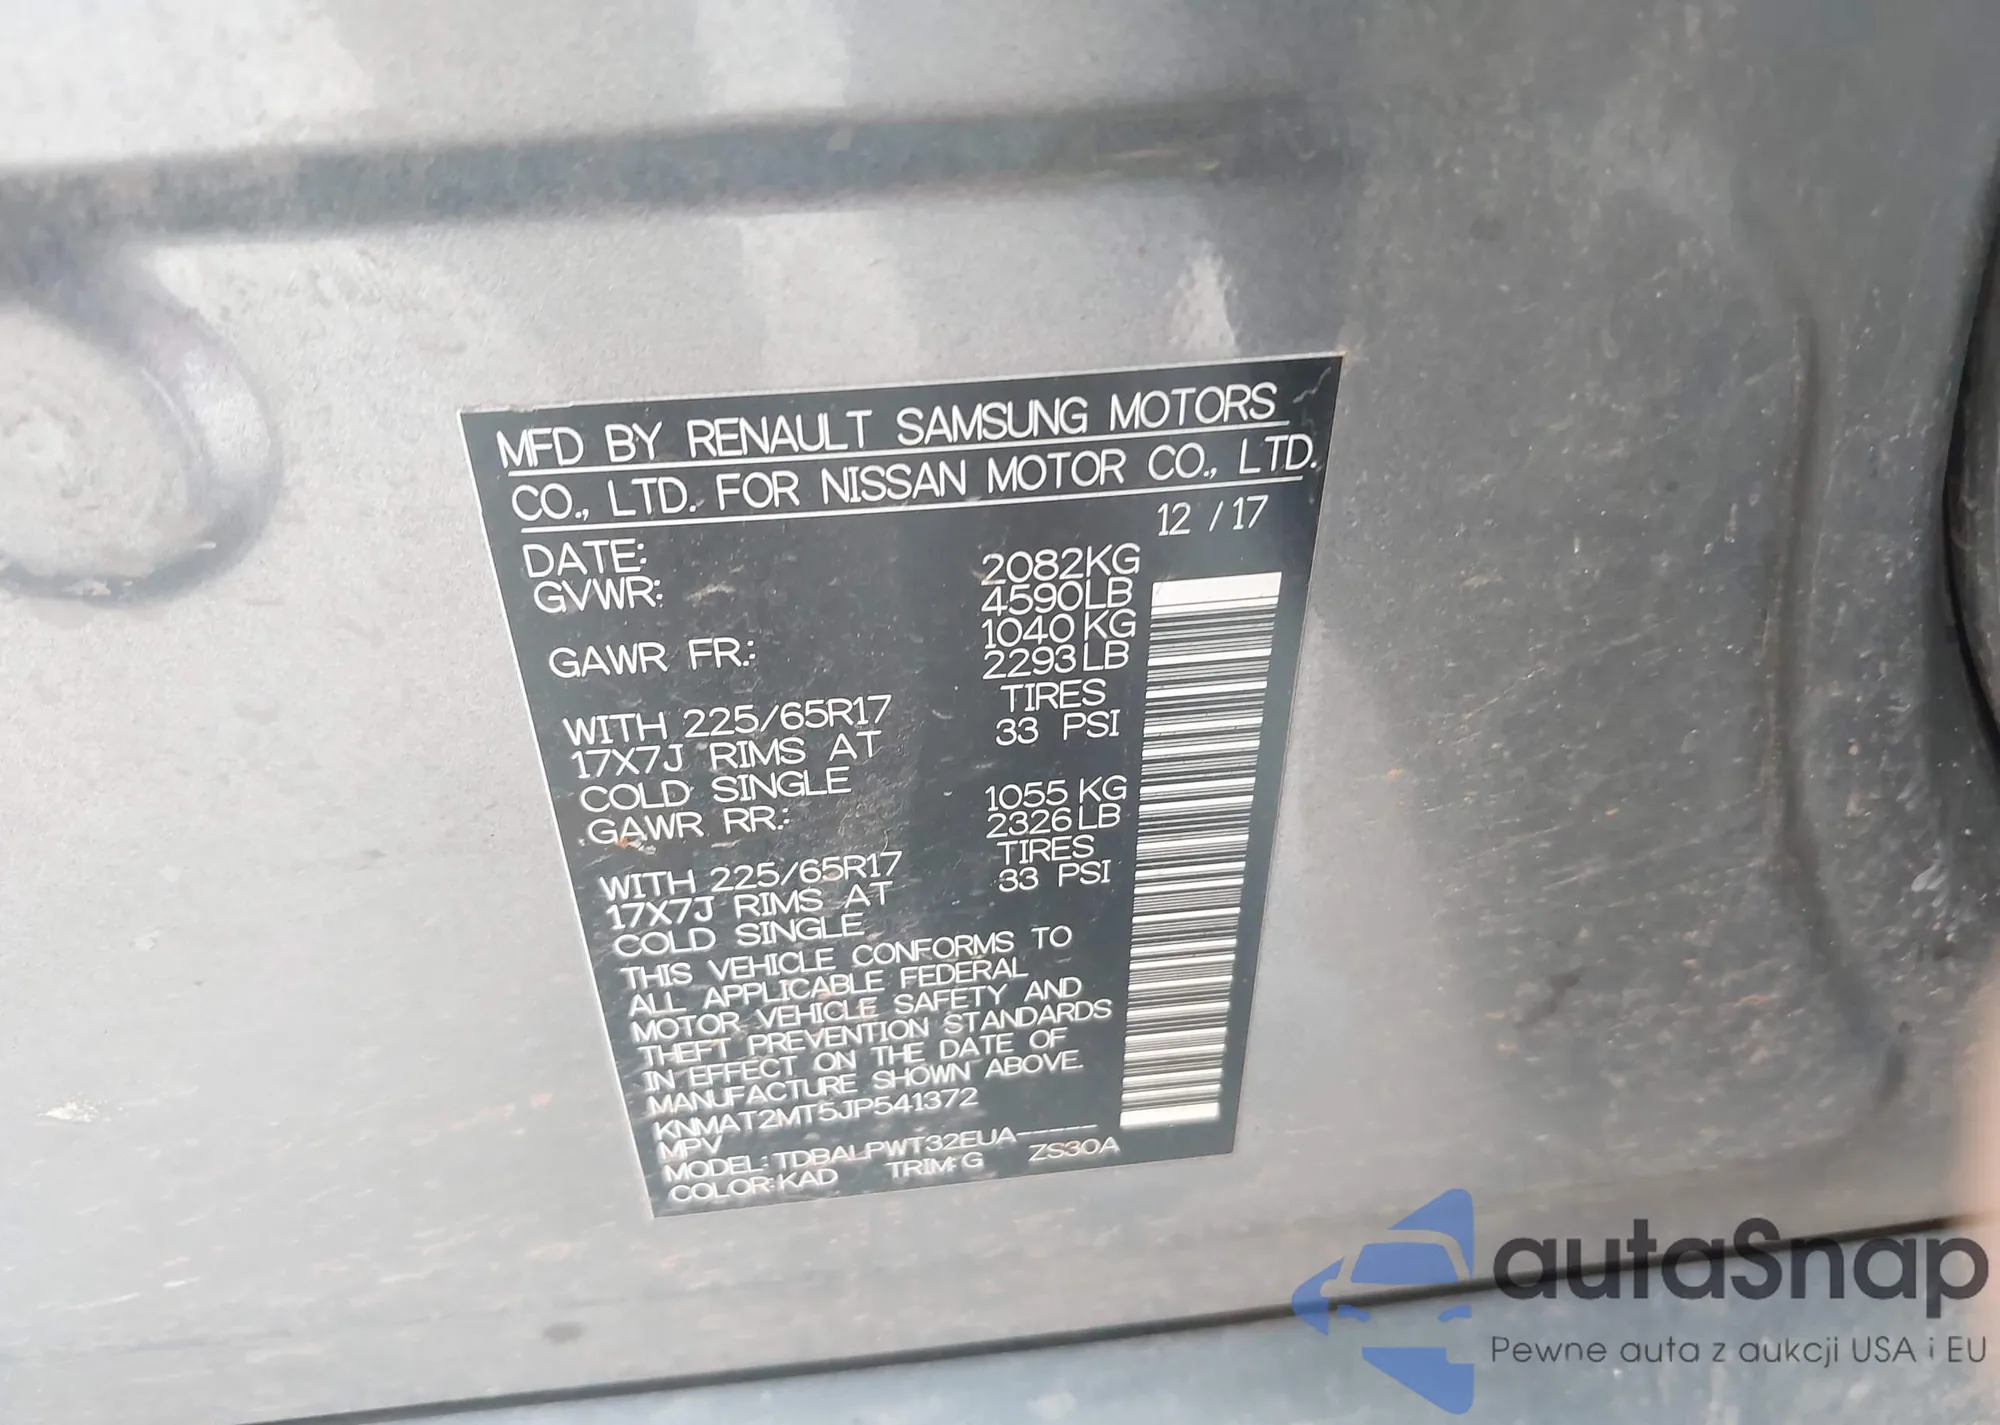 MFD BY RENAULT SAMSUNG MOTORS
CO., LTD. FOR NISSAN MOTOR CO., LTD.
DATE: 12 / 17
GVWR: 2082KG
4590LB
GAWR FR.: 1040 KG
2293LB
WITH 225/65R17 TIRES
17X7J RIMS AT 33 PSI
COLD SINGLE
GAWR RR.: 1055 KG
2326LB
WITH 225/65R17 TIRES
17X7J RIMS AT 33 PSI
COLD SINGLE
THIS VEHICLE CONFORMS TO
ALL APPLICABLE FEDERAL
MOTOR VEHICLE SAFETY AND
THEFT PREVENTION STANDARDS
IN EFFECT ON THE DATE OF
MANUFACTURE SHOWN ABOVE.
KNMAT2MT5JP541372
MPV
MODEL: TDBALPWT32EUA-----
COLOR:KAD TRIM:G ZS30A
autaSnap
Pewne auta z aukcji USA i EU